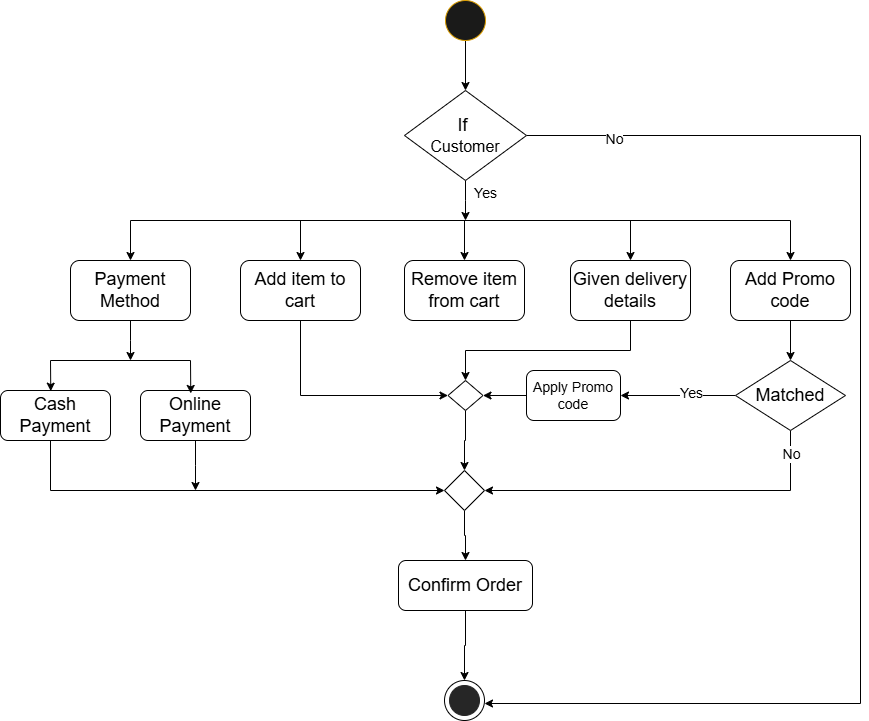 If
Customer
No
Yes
Payment
Method
Add item to
cart
Remove item
from cart
Given delivery
details
Add Promo
code
Cash
Payment
Online
Payment
Apply Promo
code
Yes
Matched
No
Confirm Order